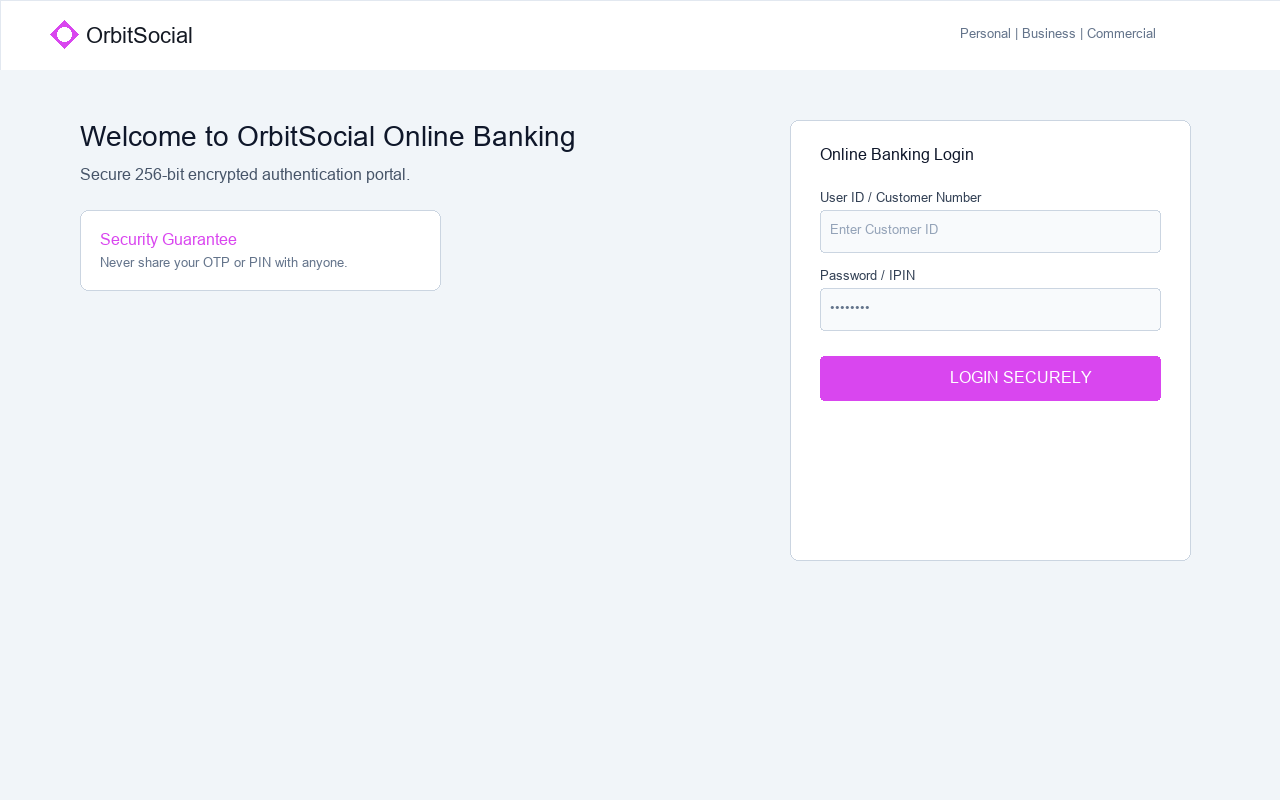 OrbitSocial
Personal | Business | Commercial
Welcome to OrbitSocial Online Banking
Secure 256-bit encrypted authentication portal.
Security Guarantee
Never share your OTP or PIN with anyone.
Online Banking Login
User ID / Customer Number
Enter Customer ID
Password / IPIN
••••••••
LOGIN SECURELY